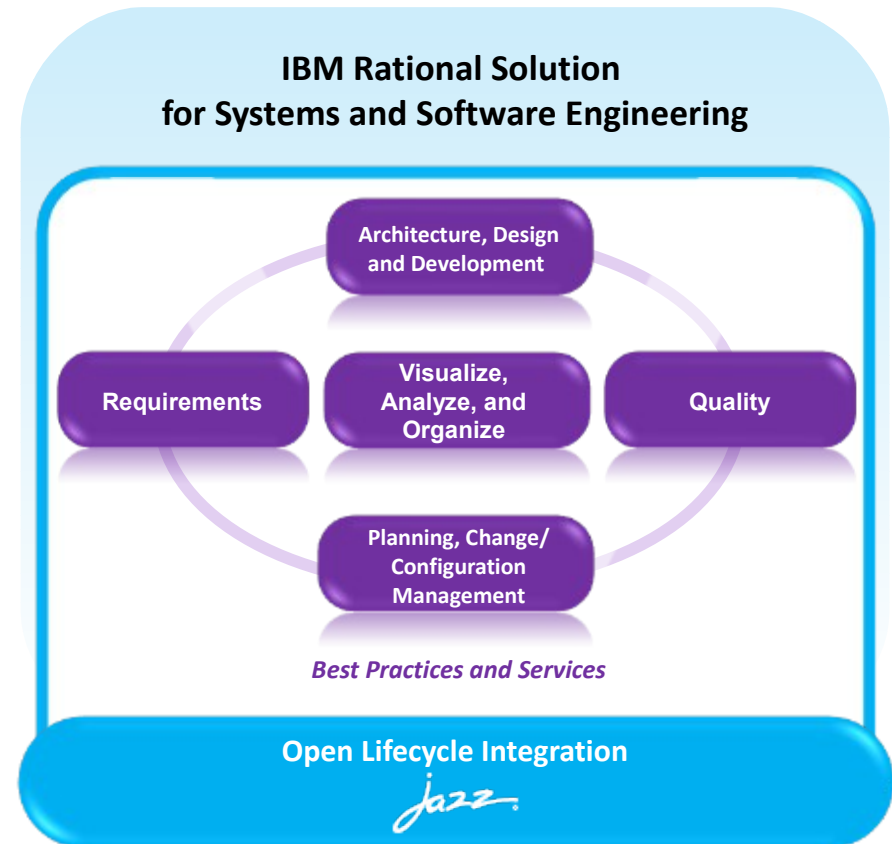 IBM Rational Solution
for Systems and Software Engineering
Architecture, Design
and Development
Requirements
Visualize,
Analyze, and
Organize
Quality
Planning, Change/
Configuration
Management
Best Practices and Services
Open Lifecycle Integration
jazz